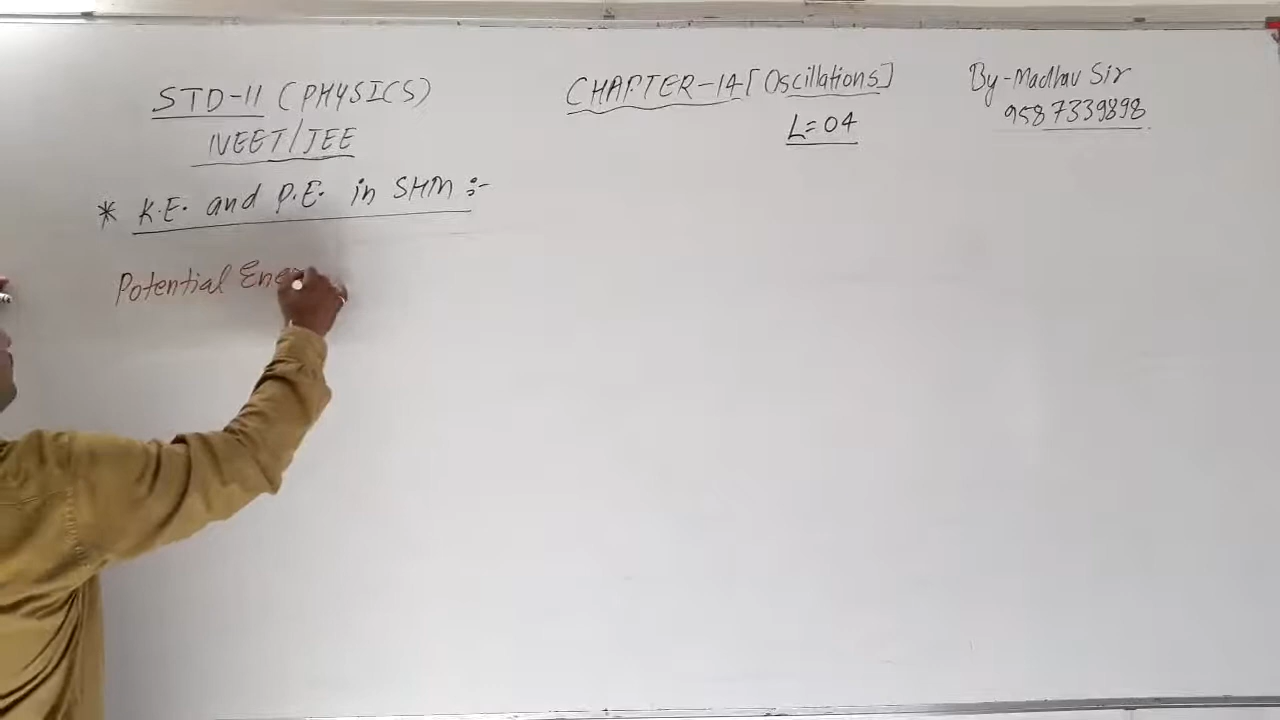 STD-11 (PHYSICS)
NEET/JEE
CHAPTER-14 [Oscillations]
L=04
By-Madhav Sir
9587339898
* K.E. and P.E. in SHM :-
Potential Ene